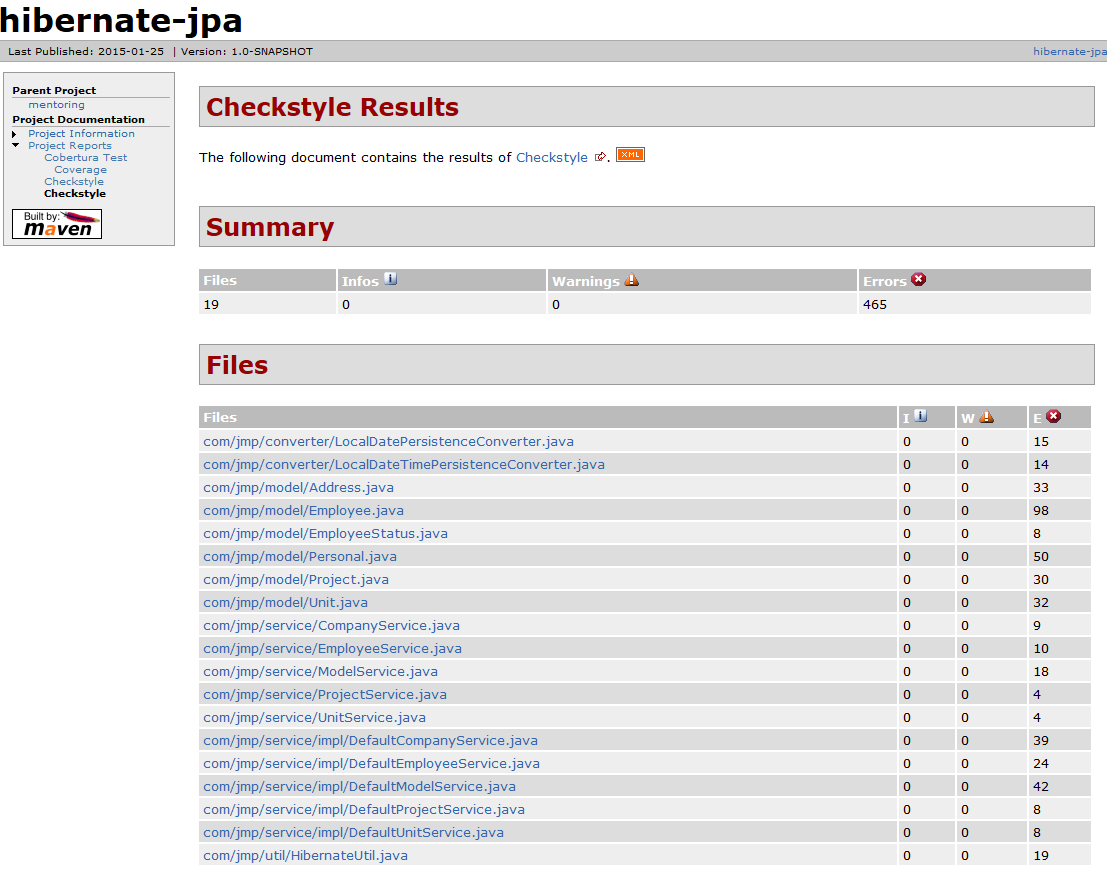 hibernate-jpa
Last Published: 2015-01-25 | Version: 1.0-SNAPSHOT
hibernate-jpa
Parent Project
mentoring
Project Documentation
Project Information
Project Reports
Cobertura Test
Coverage
Checkstyle
Checkstyle
Built by:
maven
Checkstyle Results
The following document contains the results of Checkstyle . XML
Summary
Files Infos i Warnings Errors
19 0 0 465
Files
Files I i W E
com/jmp/converter/LocalDatePersistenceConverter.java 0 0 15
com/jmp/converter/LocalDateTimePersistenceConverter.java 0 0 14
com/jmp/model/Address.java 0 0 33
com/jmp/model/Employee.java 0 0 98
com/jmp/model/EmployeeStatus.java 0 0 8
com/jmp/model/Personal.java 0 0 50
com/jmp/model/Project.java 0 0 30
com/jmp/model/Unit.java 0 0 32
com/jmp/service/CompanyService.java 0 0 9
com/jmp/service/EmployeeService.java 0 0 10
com/jmp/service/ModelService.java 0 0 18
com/jmp/service/ProjectService.java 0 0 4
com/jmp/service/UnitService.java 0 0 4
com/jmp/service/impl/DefaultCompanyService.java 0 0 39
com/jmp/service/impl/DefaultEmployeeService.java 0 0 24
com/jmp/service/impl/DefaultModelService.java 0 0 42
com/jmp/service/impl/DefaultProjectService.java 0 0 8
com/jmp/service/impl/DefaultUnitService.java 0 0 8
com/jmp/util/HibernateUtil.java 0 0 19